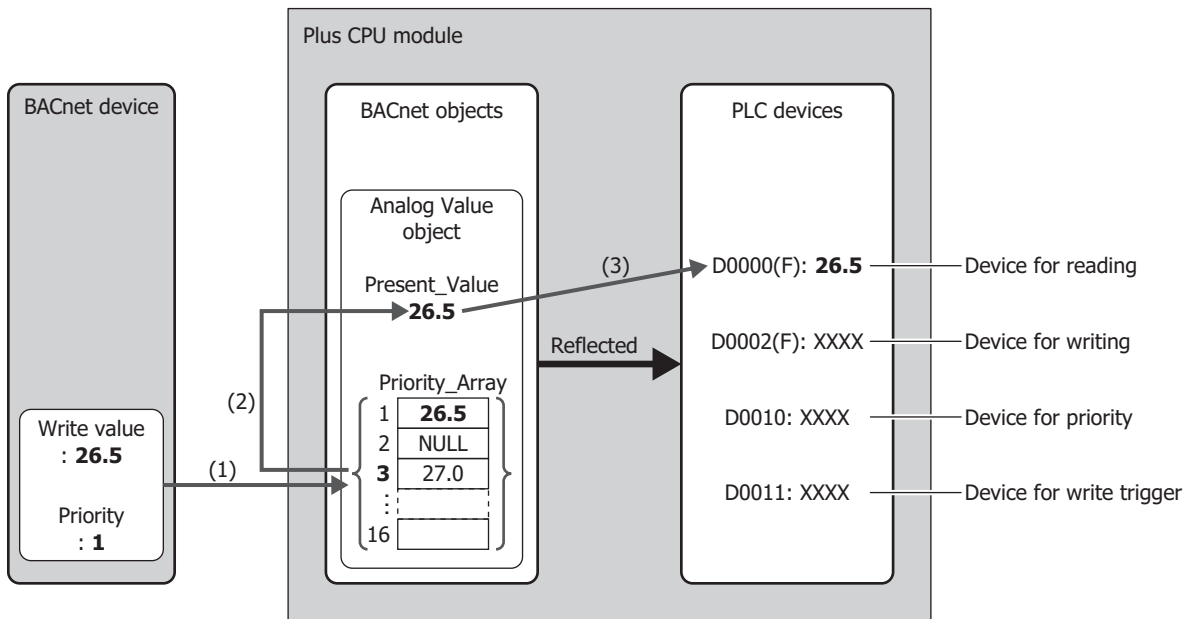 Plus CPU module
BACnet device
Write value
: 26.5
Priority
: 1
(1)
(2)
BACnet objects
Analog Value
object
Present_Value
26.5
Priority_Array
1 26.5
2 NULL
3 27.0
:
16
(3)
Reflected
PLC devices
D0000(F): 26.5 Device for reading
D0002(F): XXXX Device for writing
D0010: XXXX Device for priority
D0011: XXXX Device for write trigger